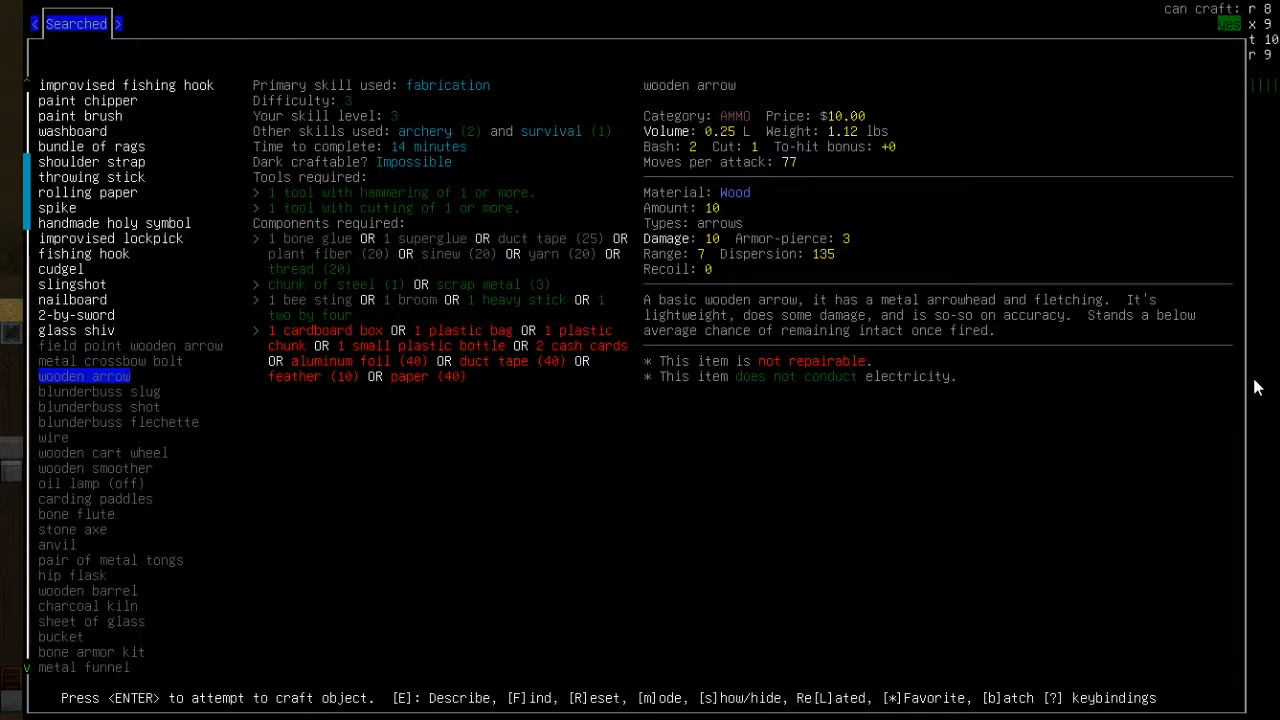 can craft: r 8
< Searched > yes x 9
t 10
r 9
improvised fishing hook
paint chipper
paint brush
washboard
bundle of rags
shoulder strap
throwing stick
rolling paper
spike
handmade holy symbol
improvised lockpick
fishing hook
cudgel
slingshot
nailboard
2-by-sword
glass shiv
field point wooden arrow
metal crossbow bolt
wooden arrow
blunderbuss slug
blunderbuss shot
blunderbuss flechette
wire
wooden cart wheel
wooden smoother
oil lamp (off)
carding paddles
bone flute
stone axe
anvil
pair of metal tongs
hip flask
wooden barrel
charcoal kiln
sheet of glass
bucket
bone armor kit
v metal funnel
Primary skill used: fabrication
Difficulty: 3
Your skill level: 3
Other skills used: archery (2) and survival (1)
Time to complete: 14 minutes
Dark craftable? Impossible
Tools required:
> 1 tool with hammering of 1 or more.
> 1 tool with cutting of 1 or more.
Components required:
> 1 bone glue OR 1 superglue OR duct tape (25) OR
plant fiber (20) OR sinew (20) OR yarn (20) OR
thread (20)
> chunk of steel (1) OR scrap metal (3)
> 1 bee sting OR 1 broom OR 1 heavy stick OR 1
two by four
> 1 cardboard box OR 1 plastic bag OR 1 plastic
chunk OR 1 small plastic bottle OR 2 cash cards
OR aluminum foil (40) OR duct tape (40) OR
feather (10) OR paper (40)
wooden arrow
Category: AMMO Price: $10.00
Volume: 0.25 L Weight: 1.12 lbs
Bash: 2 Cut: 1 To-hit bonus: +0
Moves per attack: 77
Material: Wood
Amount: 10
Types: arrows
Damage: 10 Armor-pierce: 3
Range: 7 Dispersion: 135
Recoil: 0
A basic wooden arrow, it has a metal arrowhead and fletching. It's
lightweight, does some damage, and is so-so on accuracy. Stands a below
average chance of remaining intact once fired.
* This item is not repairable.
* This item does not conduct electricity.
Press <ENTER> to attempt to craft object. [E]: Describe, [F]ind, [R]eset, [m]ode, [s]how/hide, Re[L]ated, [*]Favorite, [b]atch [?] keybindings